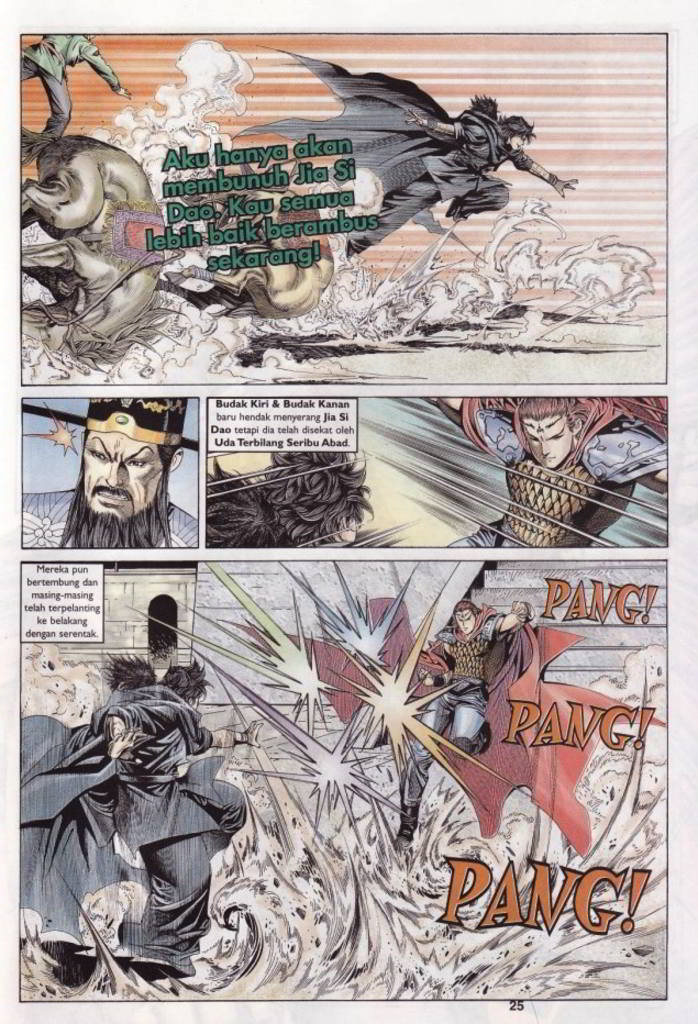 Aku hanya akan
membunuh Jia Si
Dao. Kau semua
lebih baik berambus
sekarang!
Budak Kiri & Budak Kanan
baru hendak menyerang Jia Si
Dao tetapi dia telah disekat oleh
Uda Terbilang Seribu Abad.
Mereka pun
bertembung dan
masing-masing
telah terpelanting
ke belakang
dengan serentak.
PANG!
PANG!
PANG!
25